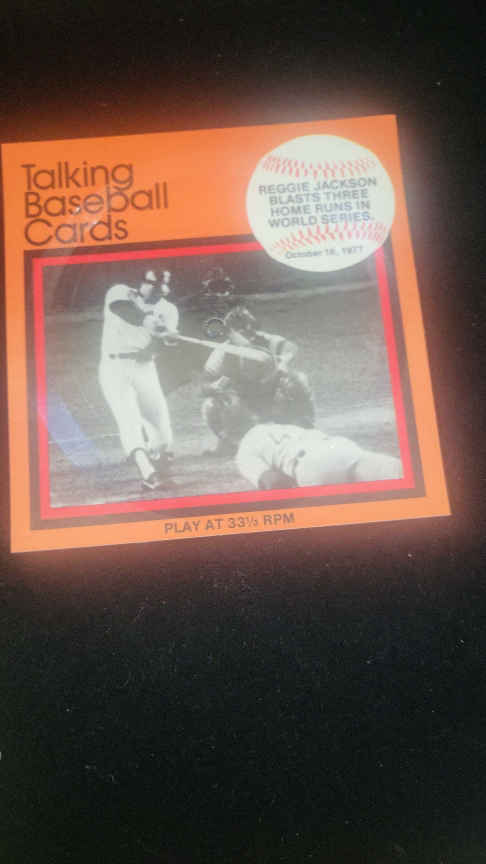 Talking
Baseball
Cards
REGGIE JACKSON
BLASTS THREE
HOME RUNS IN
WORLD SERIES.
October 18, 1977
PLAY AT 33⅓ RPM